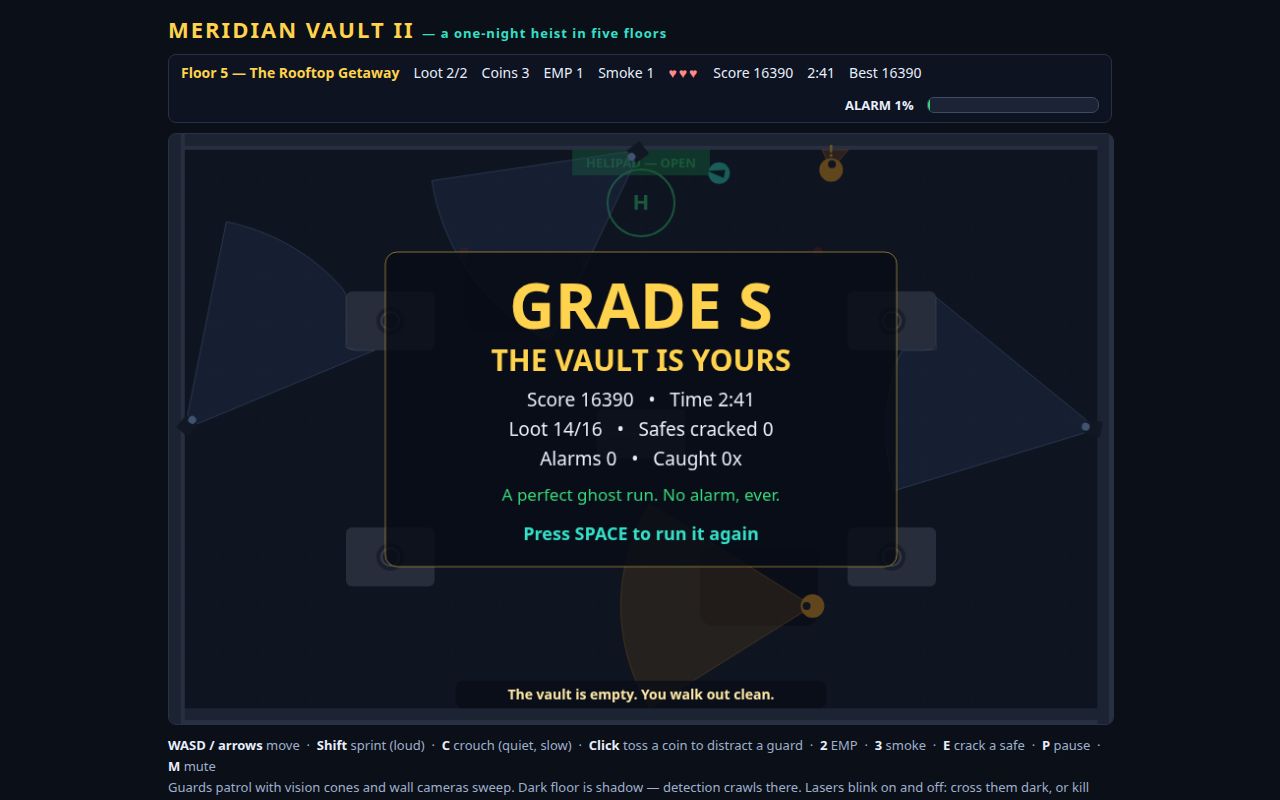 MERIDIAN VAULT II — a one-night heist in five floors
Floor 5 — The Rooftop Getaway Loot 2/2 Coins 3 EMP 1 Smoke 1 ♥♥♥ Score 16390 2:41 Best 16390
ALARM 1%
HELIPAD — OPEN
!
H
GRADE S
THE VAULT IS YOURS
Score 16390 • Time 2:41
Loot 14/16 • Safes cracked 0
Alarms 0 • Caught 0x
A perfect ghost run. No alarm, ever.
Press SPACE to run it again
The vault is empty. You walk out clean.
WASD / arrows move · Shift sprint (loud) · C crouch (quiet, slow) · Click toss a coin to distract a guard · 2 EMP · 3 smoke · E crack a safe · P pause ·
M mute
Guards patrol with vision cones and wall cameras sweep. Dark floor is shadow — detection crawls there. Lasers blink on and off: cross them dark, or kill